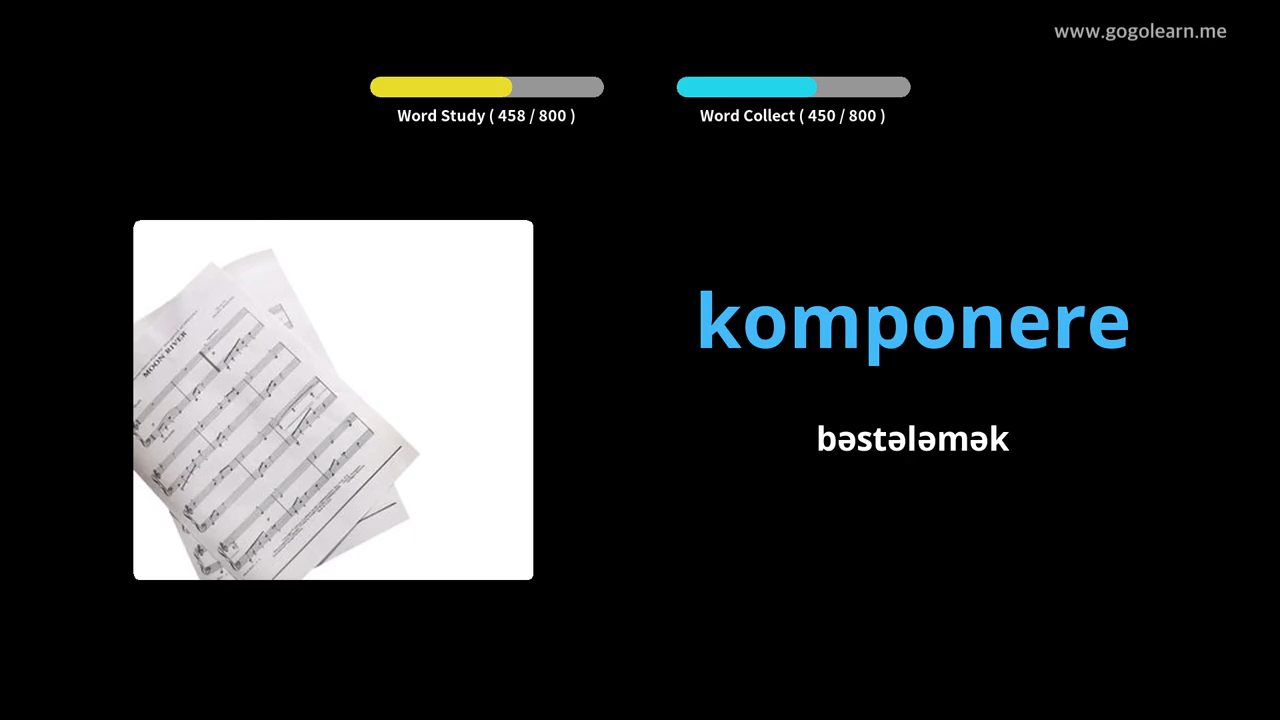 www.gogolearn.me
Word Study ( 458 / 800 )
Word Collect ( 450 / 800 )
MOON RIVER
komponere
bəstələmək